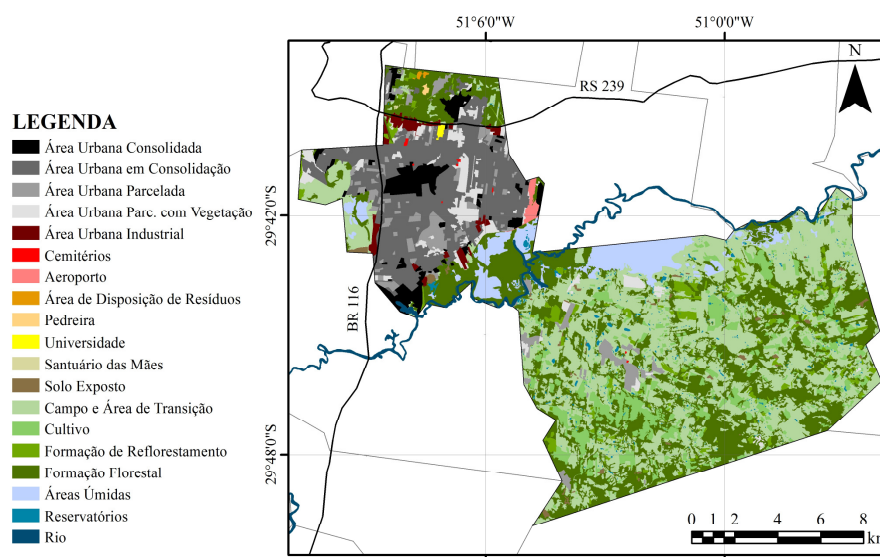 51°6'0"W
51°0'0"W
N
RS 239
LEGENDA
Área Urbana Consolidada
Área Urbana em Consolidação
Área Urbana Parcelada
Área Urbana Parc. com Vegetação
Área Urbana Industrial
Cemitérios
Aeroporto
Área de Disposição de Resíduos
Pedreira
Universidade
Santuário das Mães
Solo Exposto
Campo e Área de Transição
Cultivo
Formação de Reflorestamento
Formação Florestal
Áreas Úmidas
Reservatórios
Rio
29°42'0"S
BR 116
29°48'0"S
0 1 2 4 6 8
km